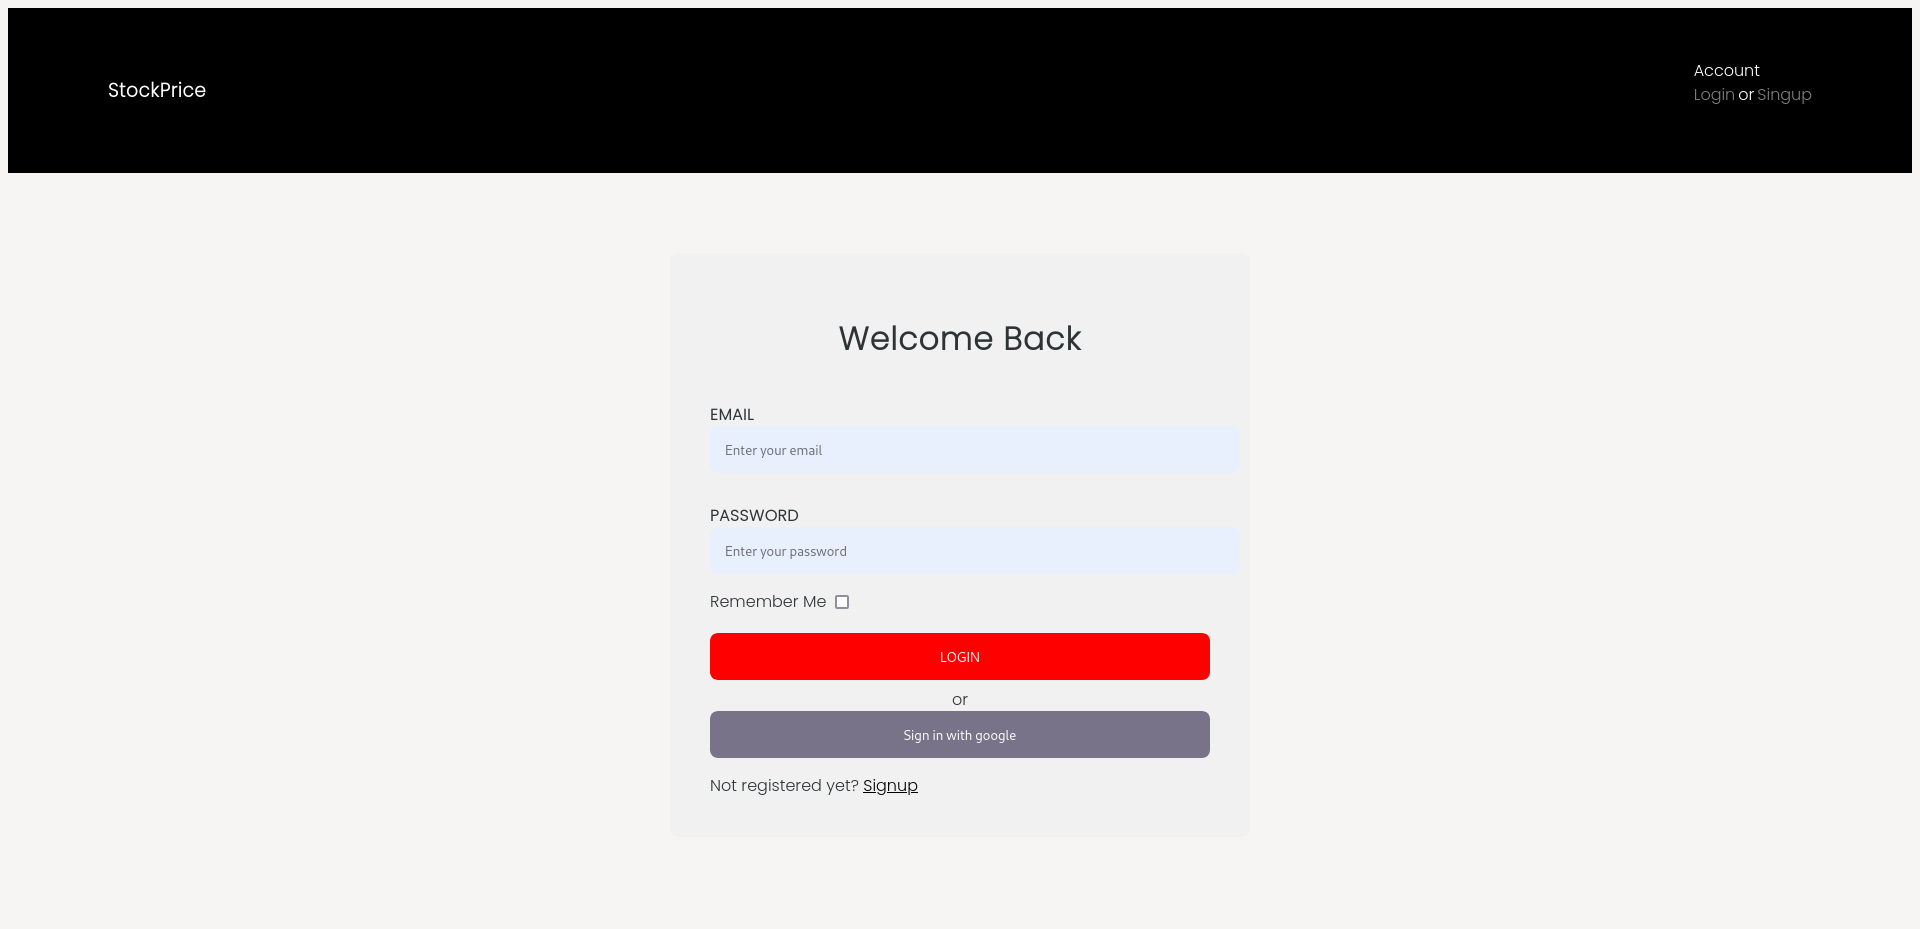 StockPrice
Account
Login or Singup
Welcome Back
EMAIL
Enter your email
PASSWORD
Enter your password
Remember Me
LOGIN
or
Sign in with google
Not registered yet? Signup